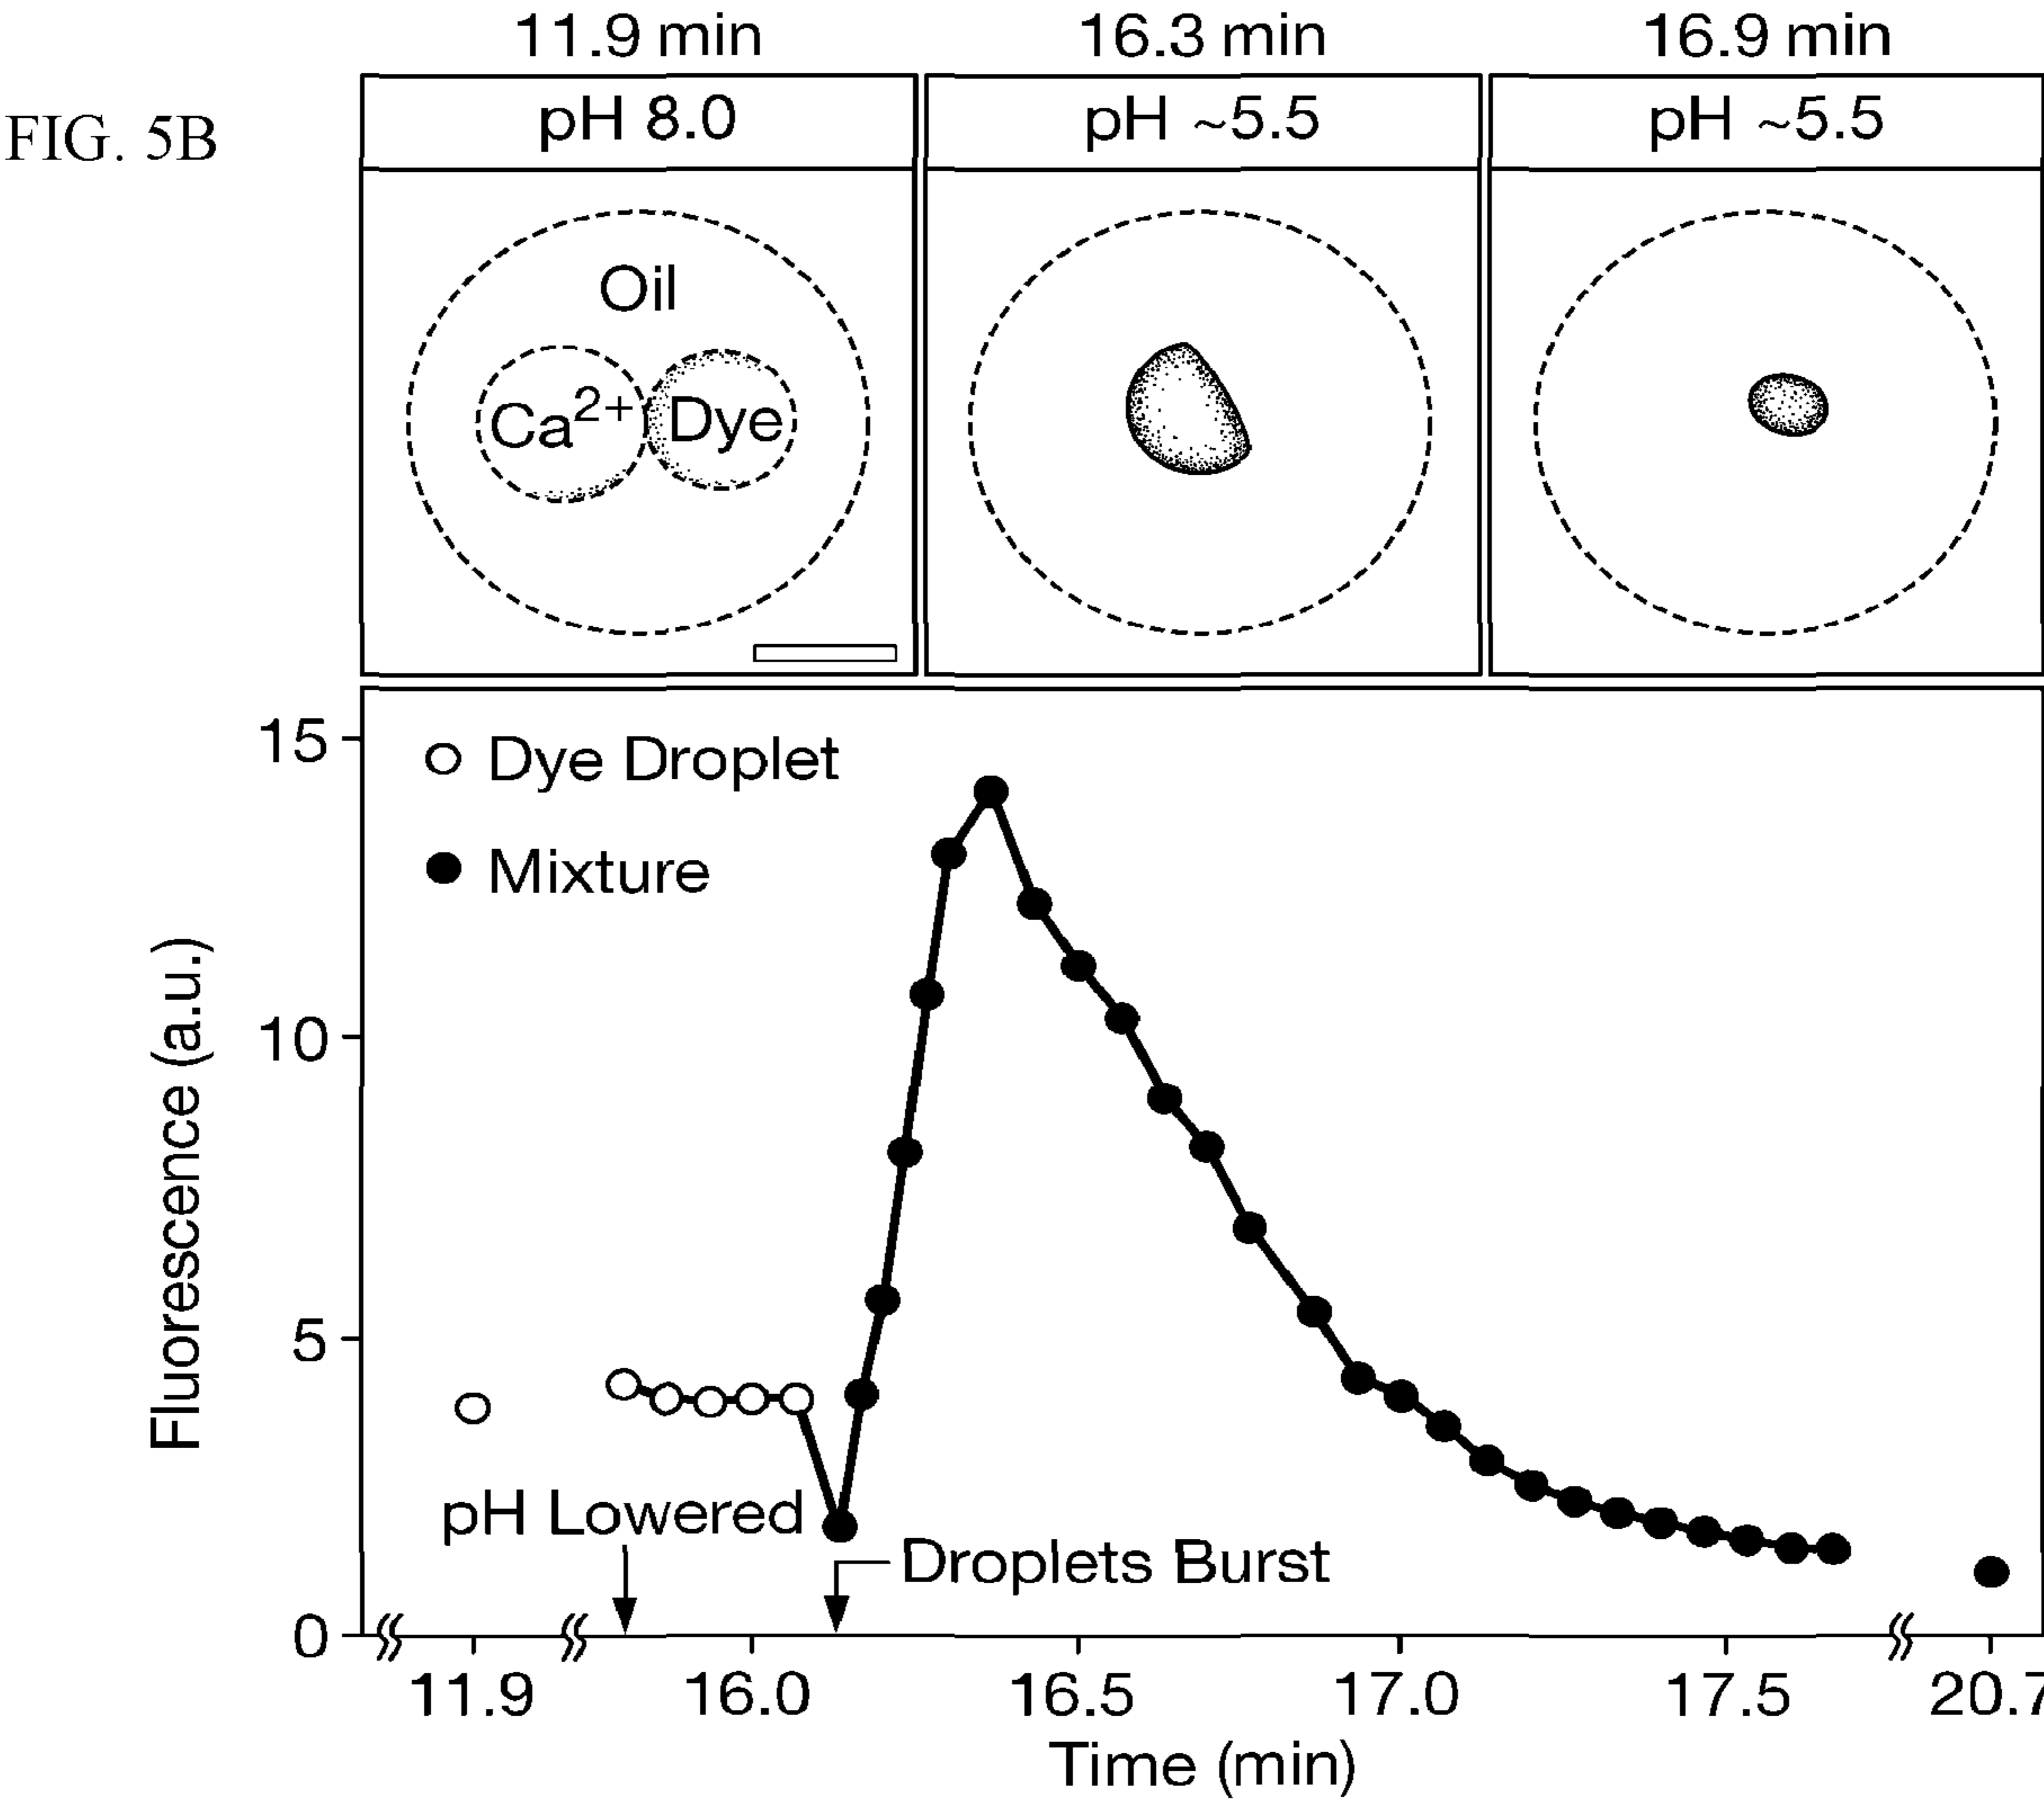 11.9 min 16.3 min 16.9 min
FIG. 5B
pH 8.0 pH ~5.5 pH ~5.5
Oil
Ca2+ Dye
15
Dye Droplet
Mixture
10
Fluorescence (a.u.)
5
pH Lowered
Droplets Burst
0
11.9 16.0 16.5 17.0 17.5 20.7
Time (min)